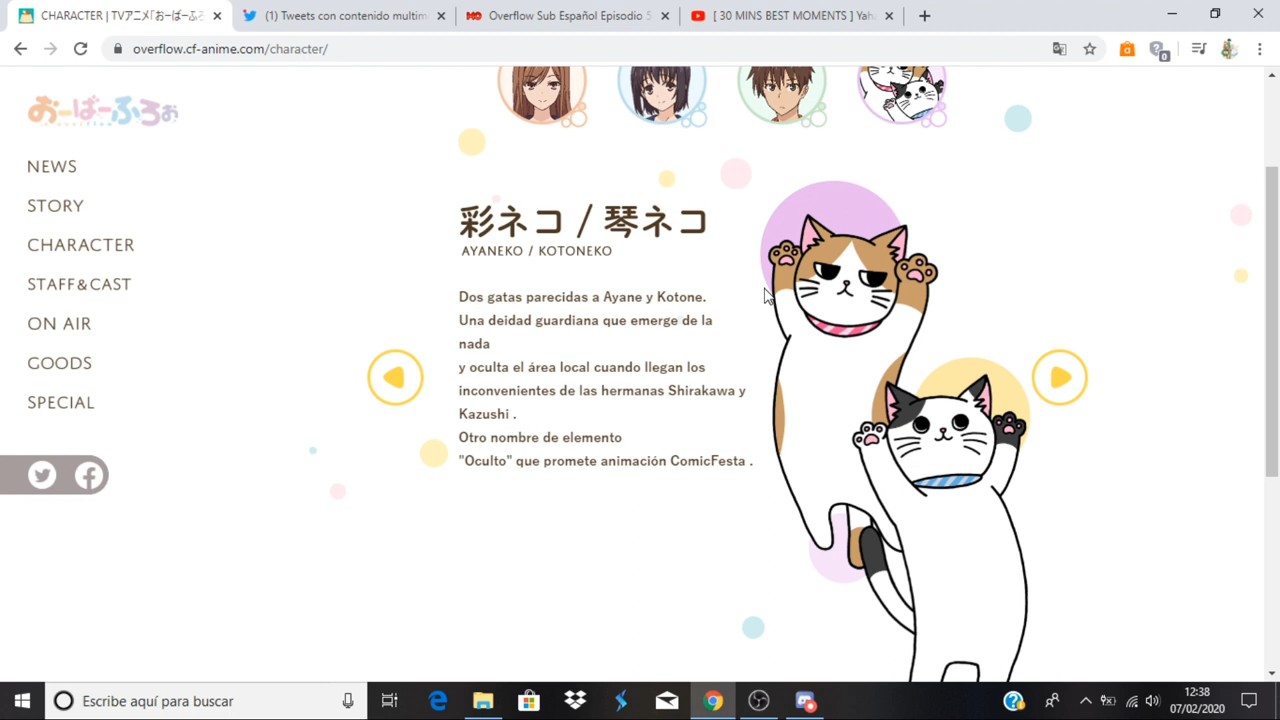 CHARACTER | TVアニメ「おーばーふろ
(1) Tweets con contenido multim
Overflow Sub Español Episodio 5
[ 30 MINS BEST MOMENTS ] Yah
overflow.cf-anime.com/character/
おーばーふろぉ
NEWS
STORY
CHARACTER
STAFF&CAST
ON AIR
GOODS
SPECIAL
彩ネコ / 琴ネコ
AYANEKO / KOTONEKO
Dos gatas parecidas a Ayane y Kotone.
Una deidad guardiana que emerge de la
nada
y oculta el área local cuando llegan los
inconvenientes de las hermanas Shirakawa y
Kazushi .
Otro nombre de elemento
"Oculto" que promete animación ComicFesta .
Escribe aquí para buscar
12:38
07/02/2020